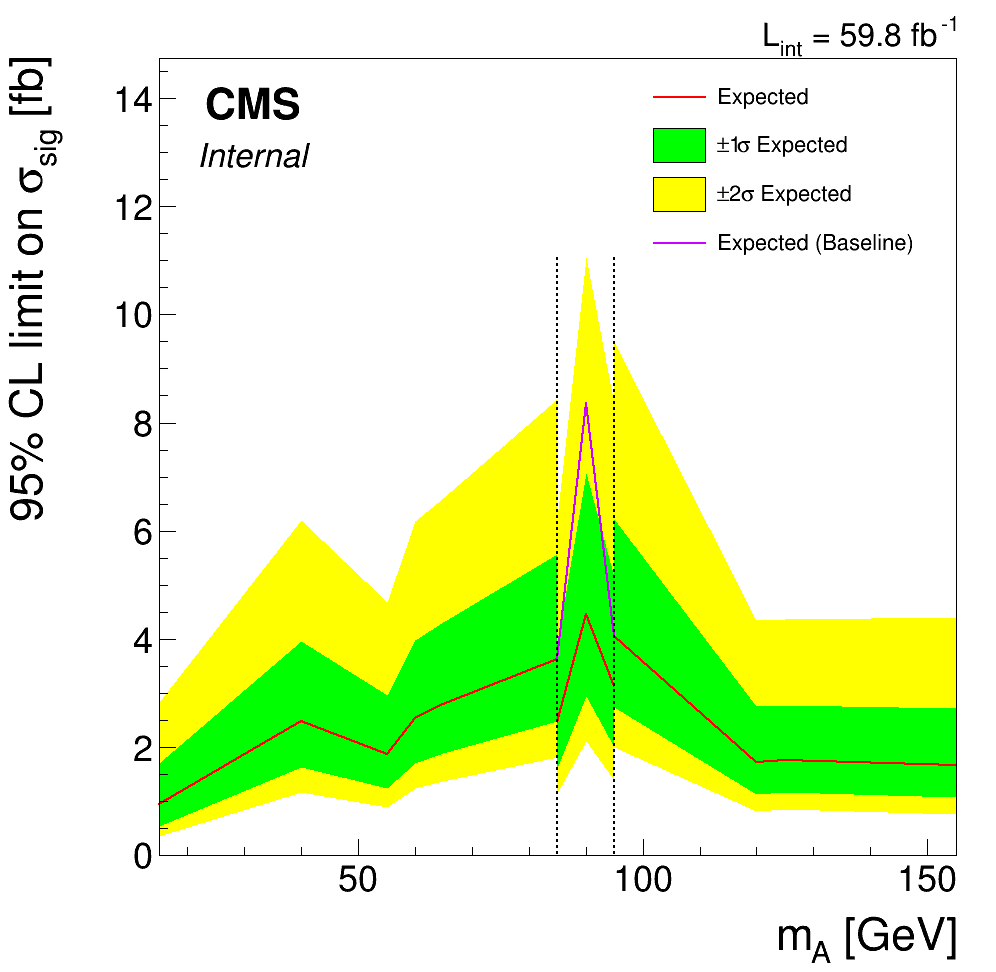 L_int = 59.8 fb^-1
95% CL limit on σ_sig [fb]
CMS
Internal
Expected
±1σ Expected
±2σ Expected
Expected (Baseline)
14
12
10
8
6
4
2
0
50 100 150
m_A [GeV]